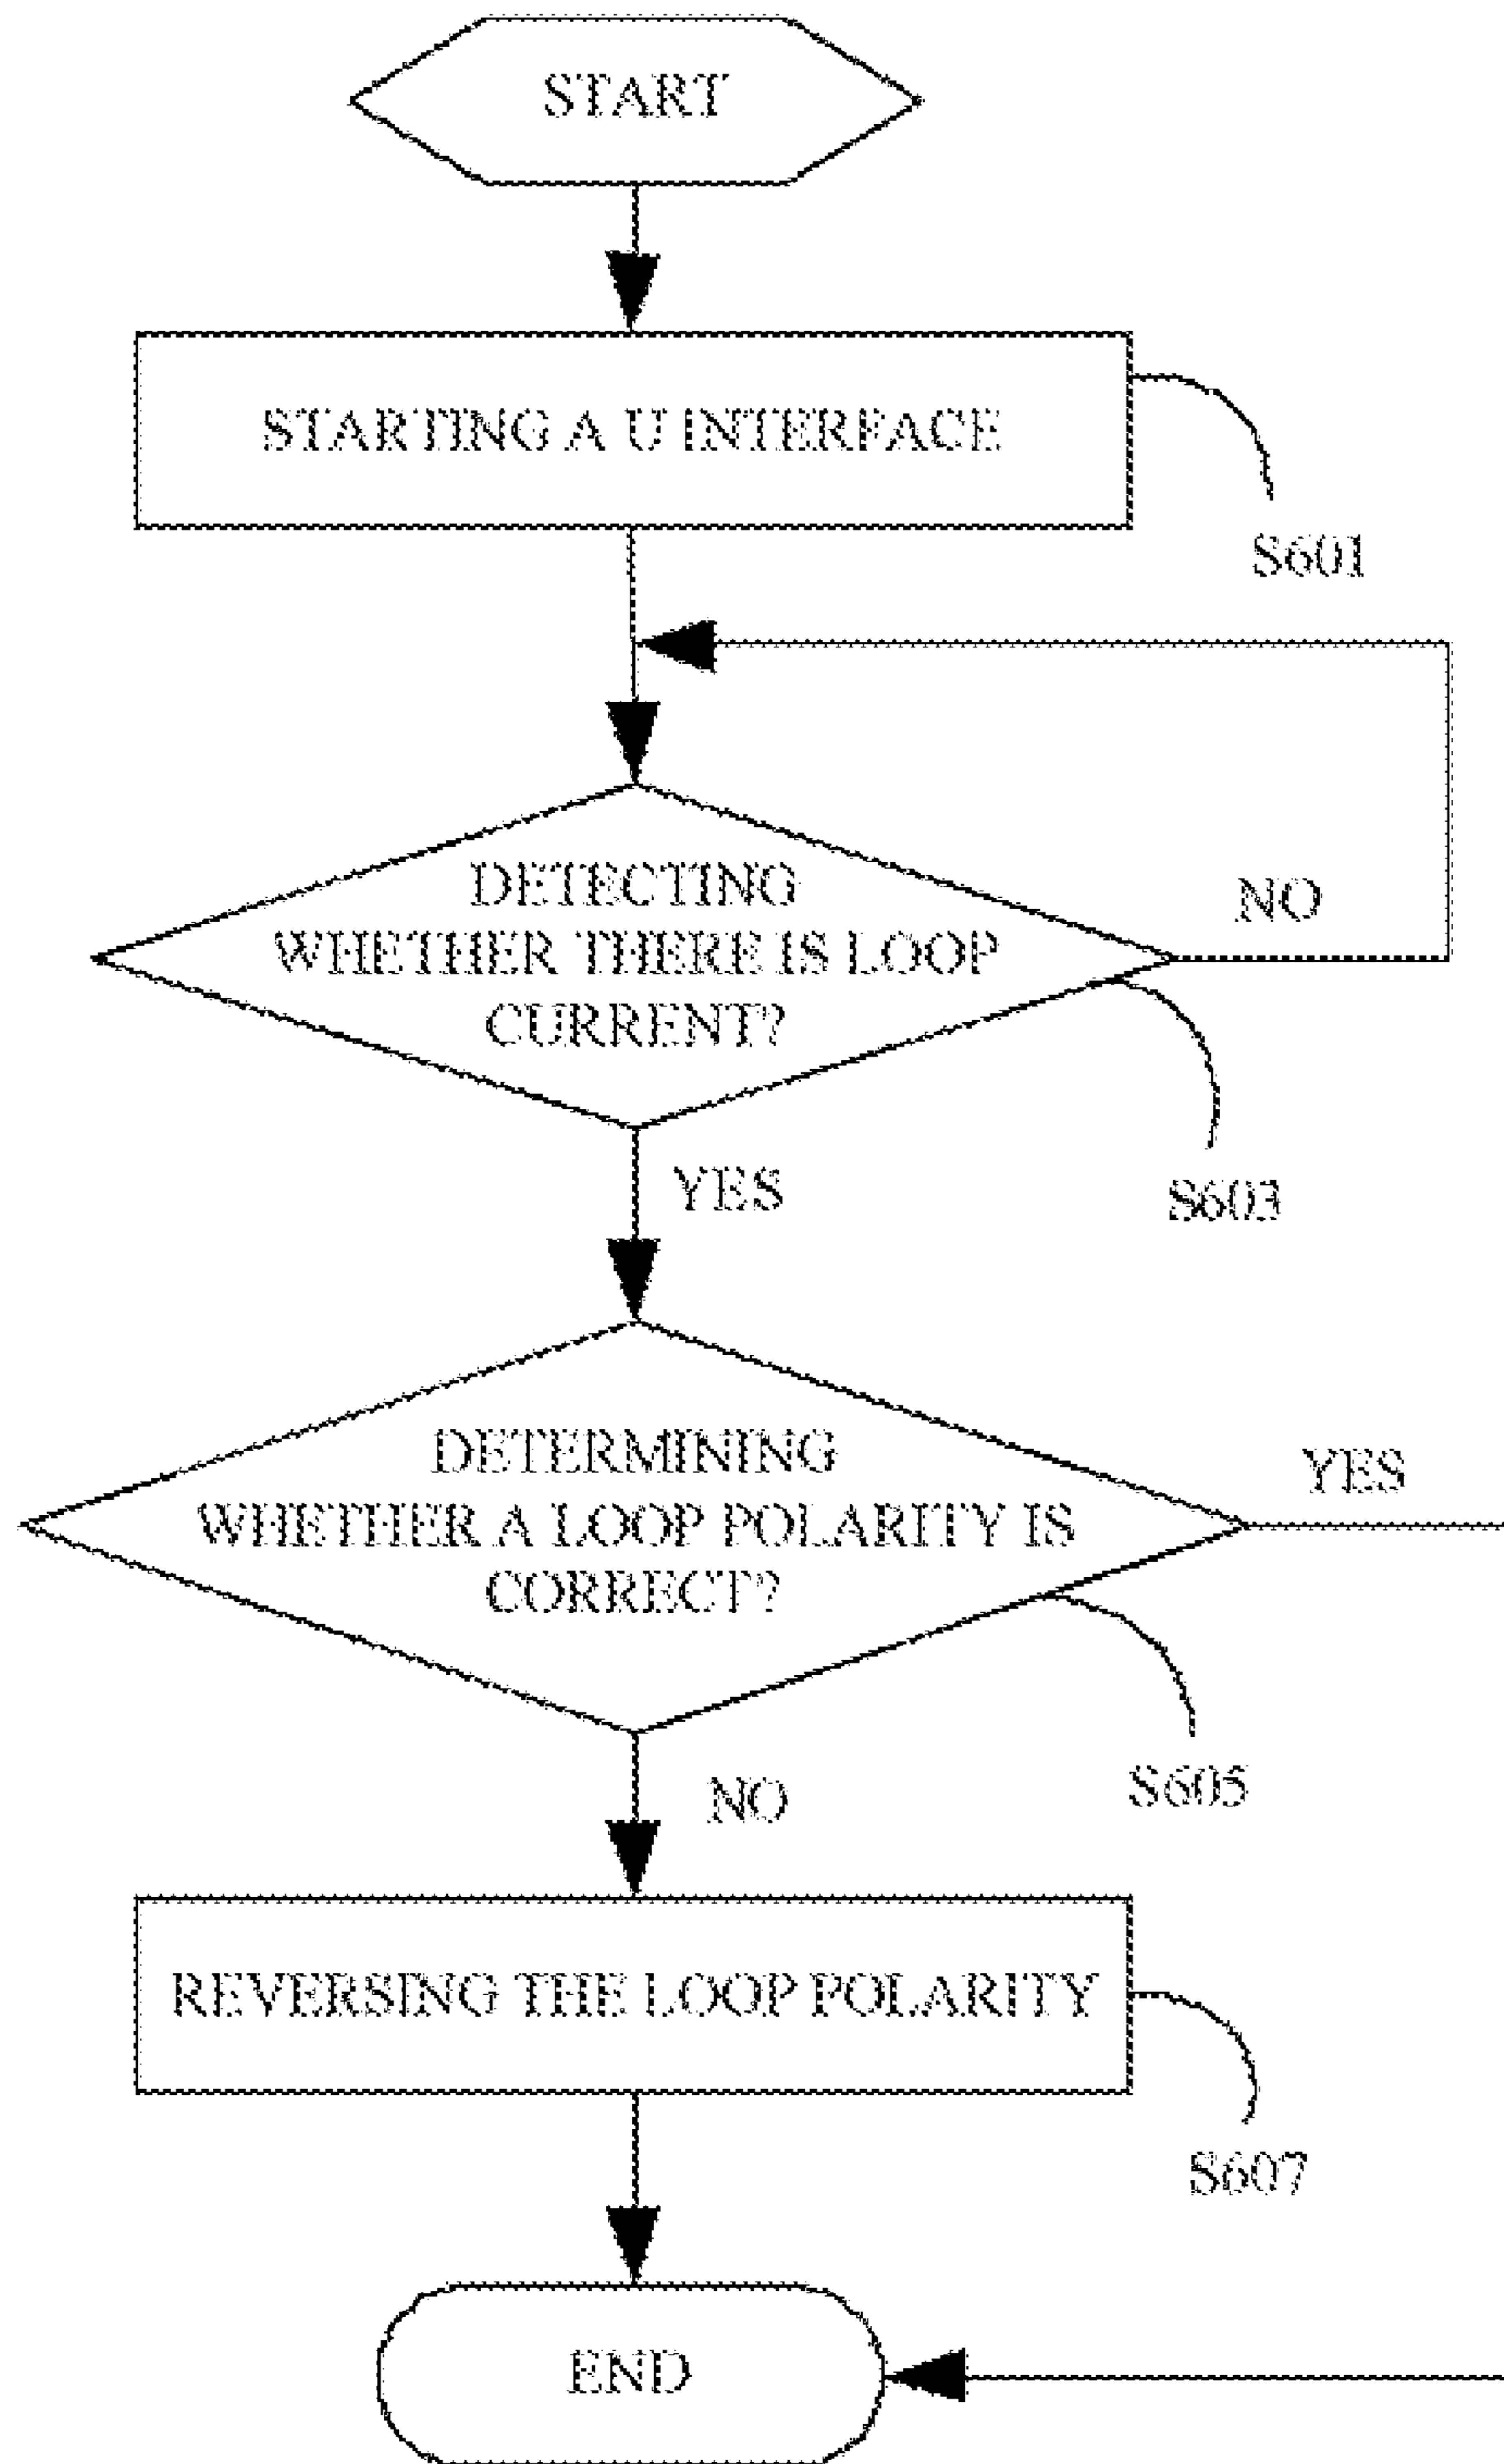 START
STARTING A U INTERFACE
S601
DETECTING
WHETHER THERE IS LOOP
CURRENT?
NO
S603
YES
DETERMINING
WHETHER A LOOP POLARITY IS
CORRECT?
YES
S605
NO
REVERSING THE LOOP POLARITY
S607
END